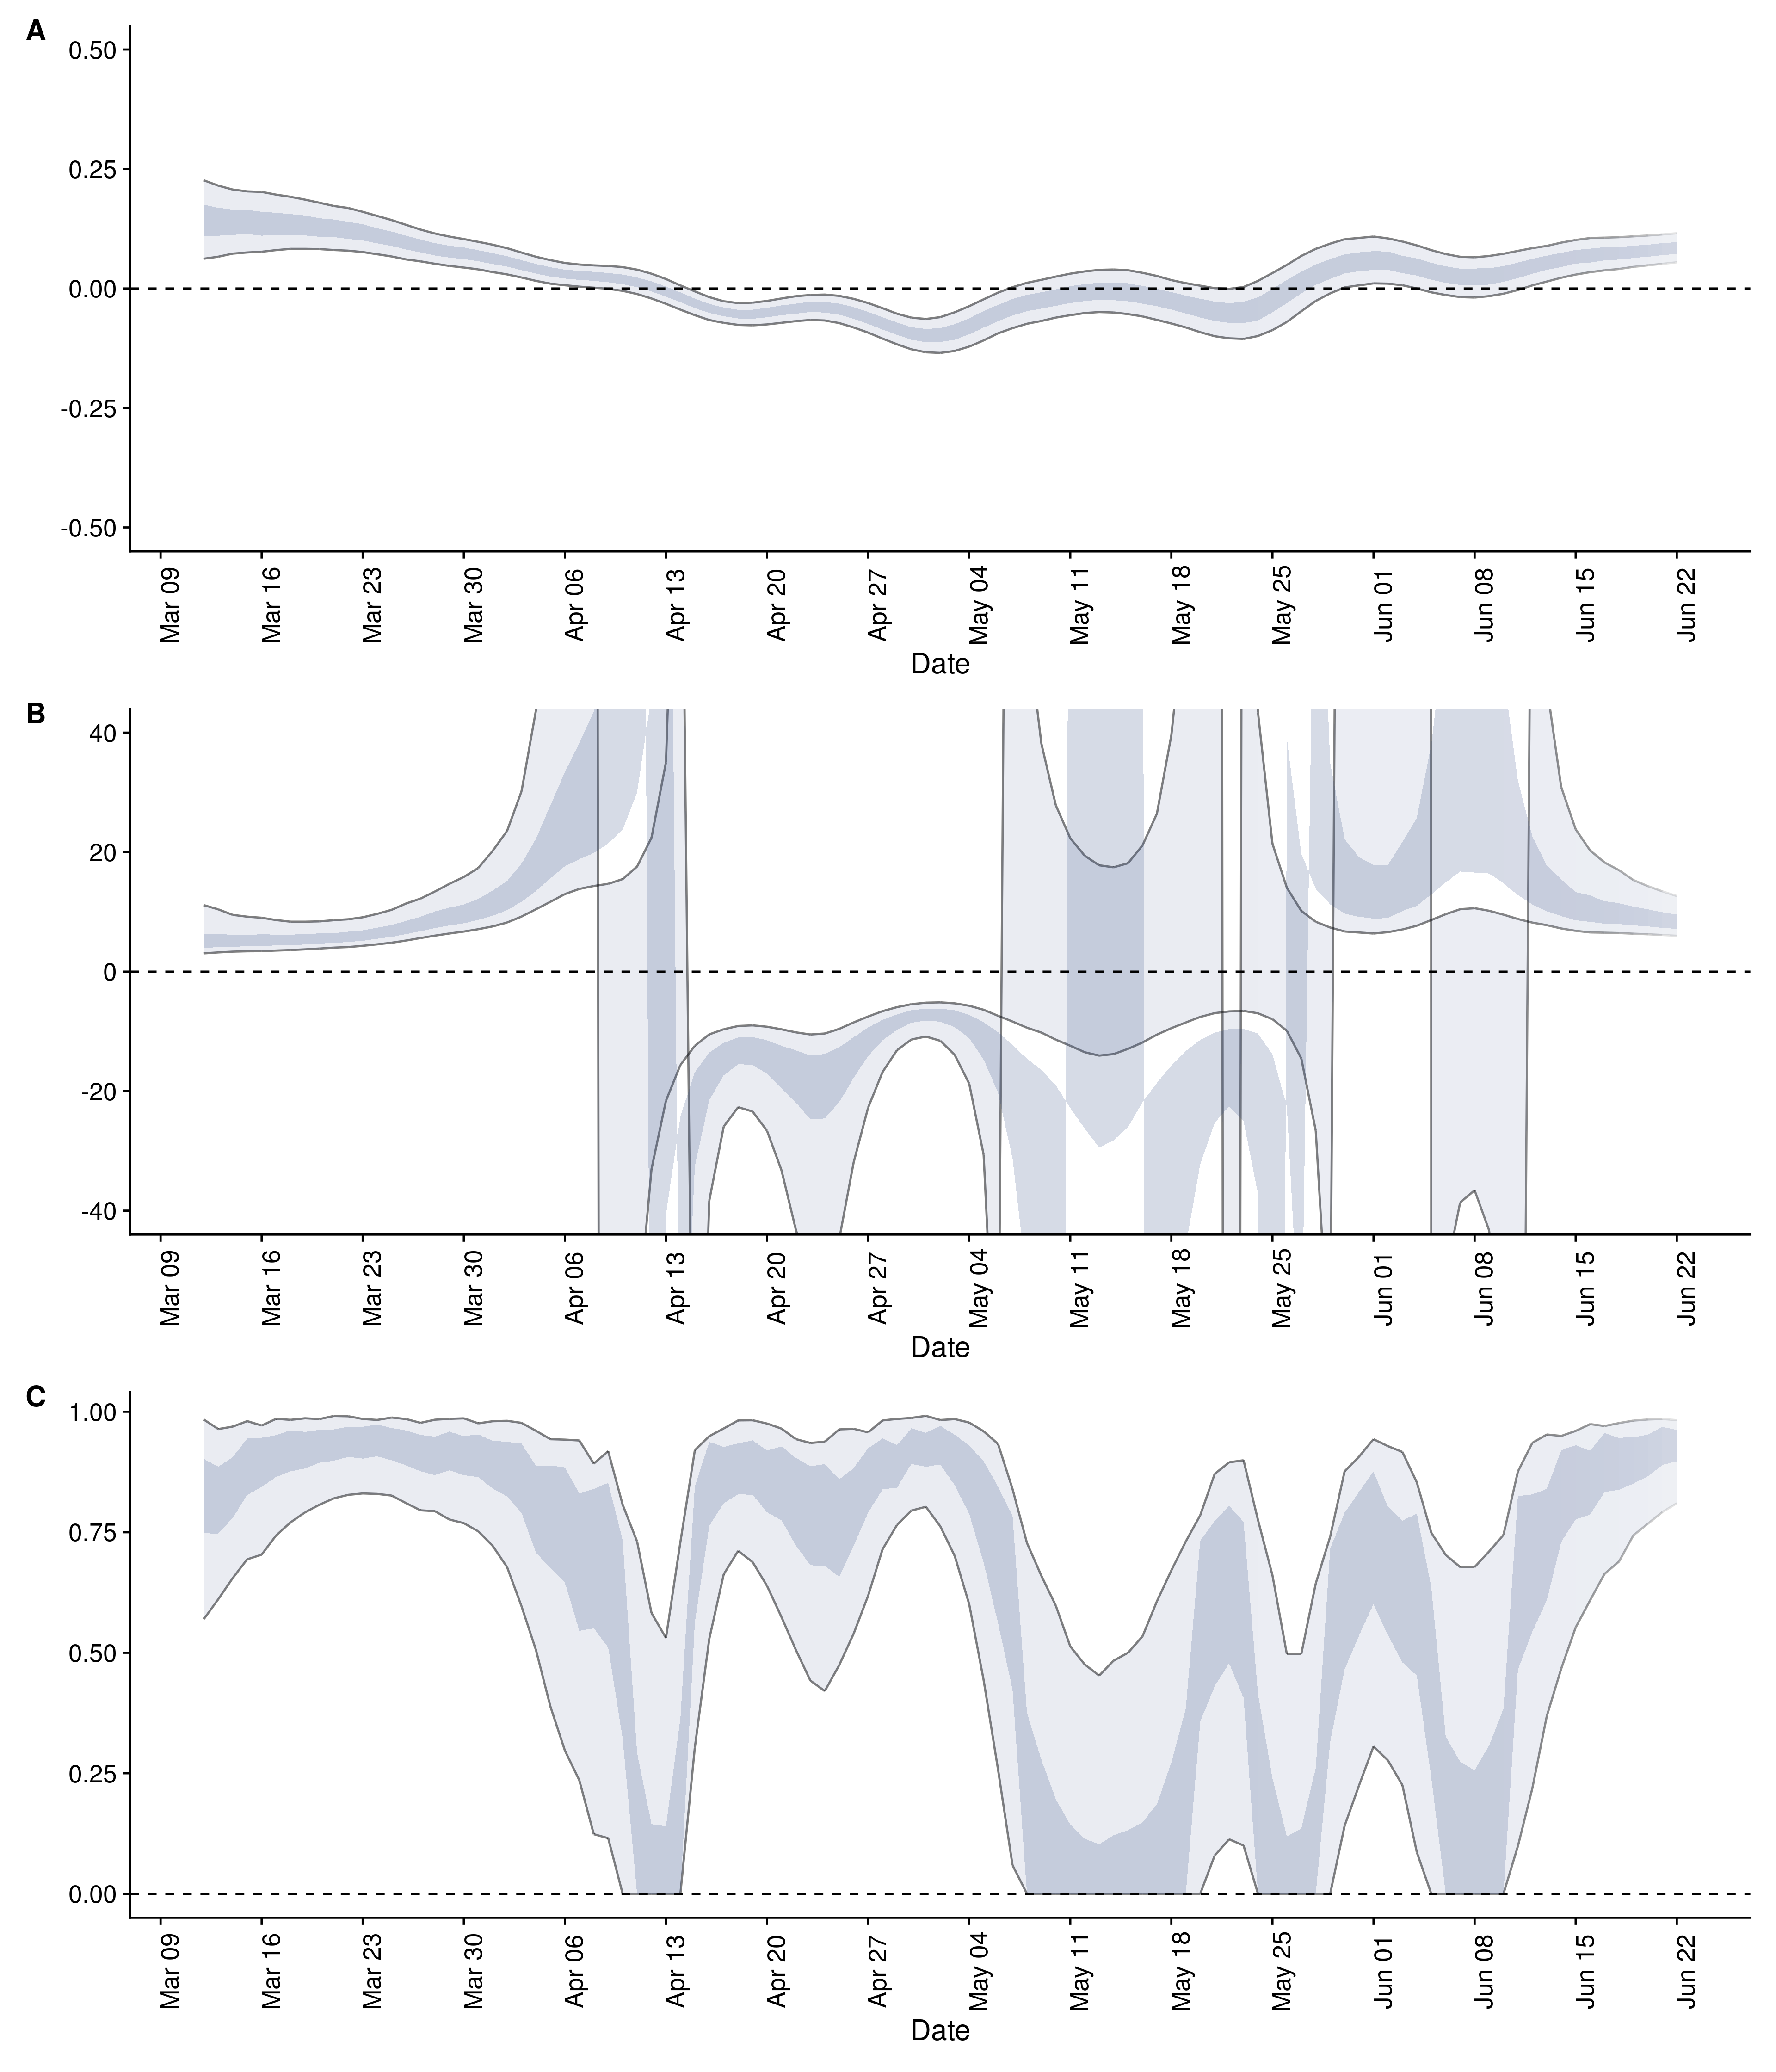 A
0.50
0.25
0.00
-0.25
-0.50
Mar 09
Mar 16
Mar 23
Mar 30
Apr 06
Apr 13
Apr 20
Apr 27
May 04
May 11
May 18
May 25
Jun 01
Jun 08
Jun 15
Jun 22
Date
B
40
20
0
-20
-40
Mar 09
Mar 16
Mar 23
Mar 30
Apr 06
Apr 13
Apr 20
Apr 27
May 04
May 11
May 18
May 25
Jun 01
Jun 08
Jun 15
Jun 22
Date
C
1.00
0.75
0.50
0.25
0.00
Mar 09
Mar 16
Mar 23
Mar 30
Apr 06
Apr 13
Apr 20
Apr 27
May 04
May 11
May 18
May 25
Jun 01
Jun 08
Jun 15
Jun 22
Date